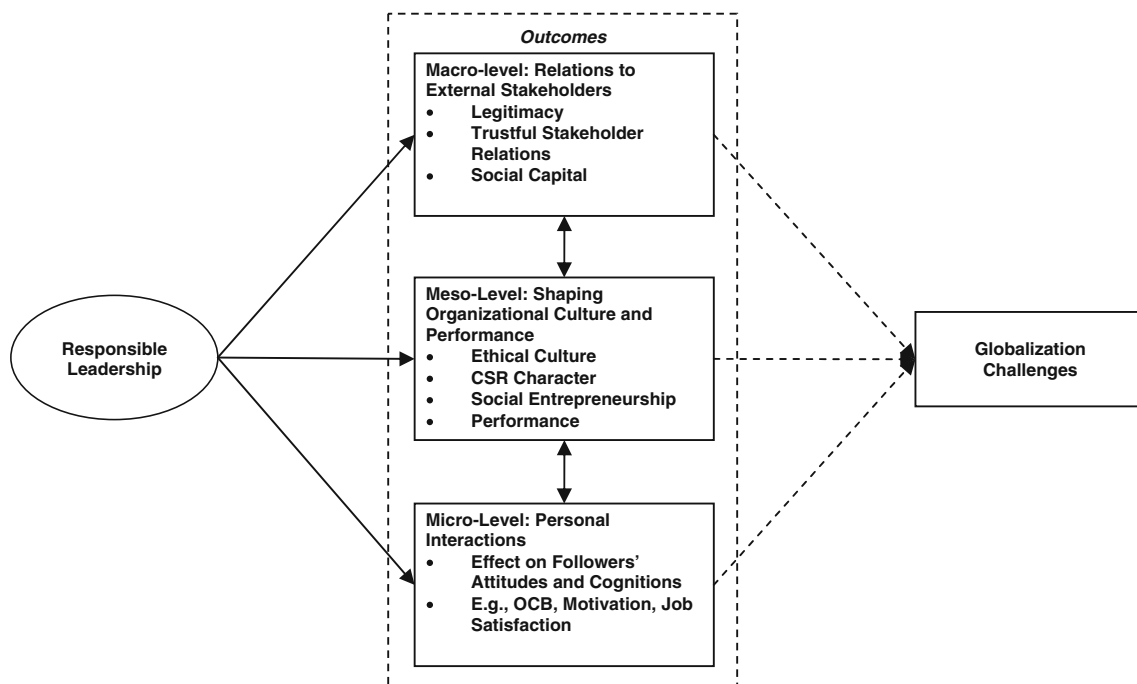 Outcomes
Macro-level: Relations to
External Stakeholders
• Legitimacy
• Trustful Stakeholder
Relations
• Social Capital
Meso-Level: Shaping
Organizational Culture and
Performance
• Ethical Culture
• CSR Character
• Social Entrepreneurship
• Performance
Responsible
Leadership
Globalization
Challenges
Micro-Level: Personal
Interactions
• Effect on Followers’
Attitudes and Cognitions
• E.g., OCB, Motivation, Job
Satisfaction